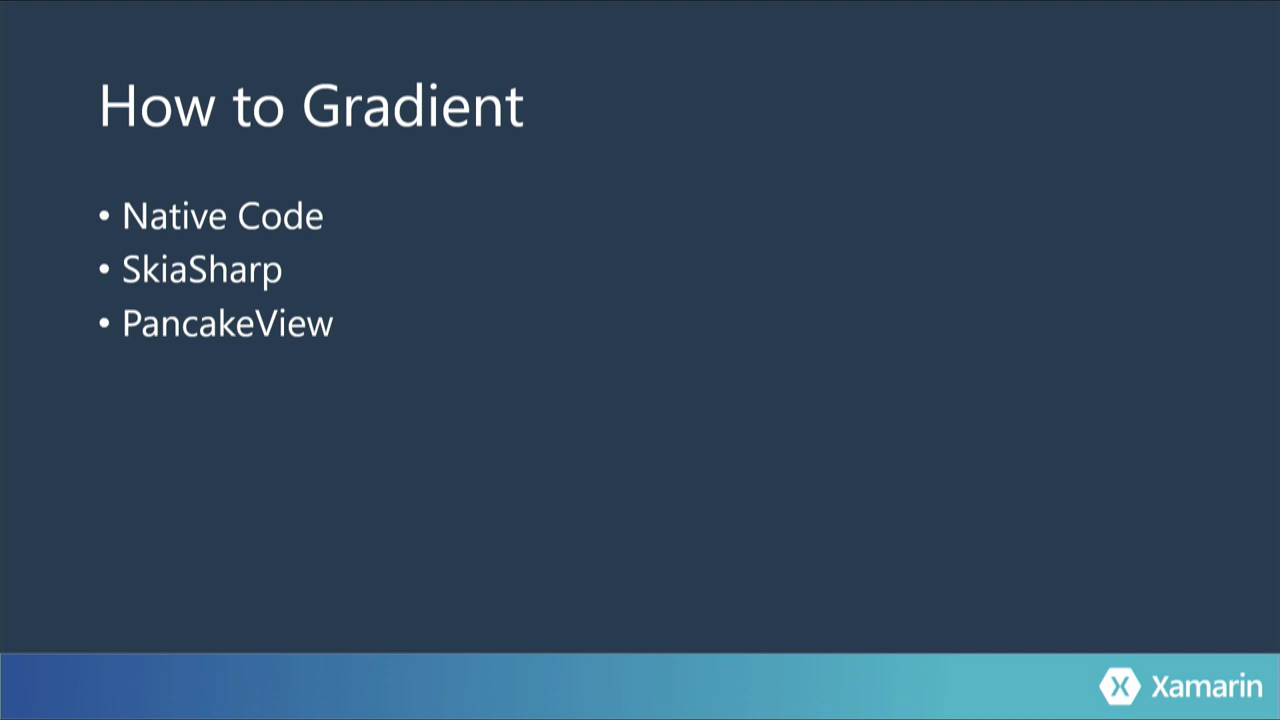 How to Gradient
• Native Code
• SkiaSharp
• PancakeView
Xamarin